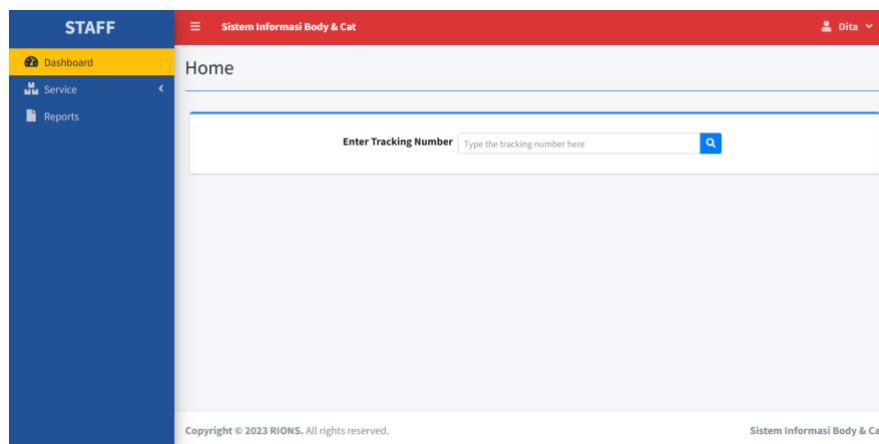 STAFF
Sistem Informasi Body & Cat
Dita
Dashboard
Service
Reports
Home
Enter Tracking Number
Type the tracking number here
Copyright © 2023 RIONS. All rights reserved.
Sistem Informasi Body & Ca